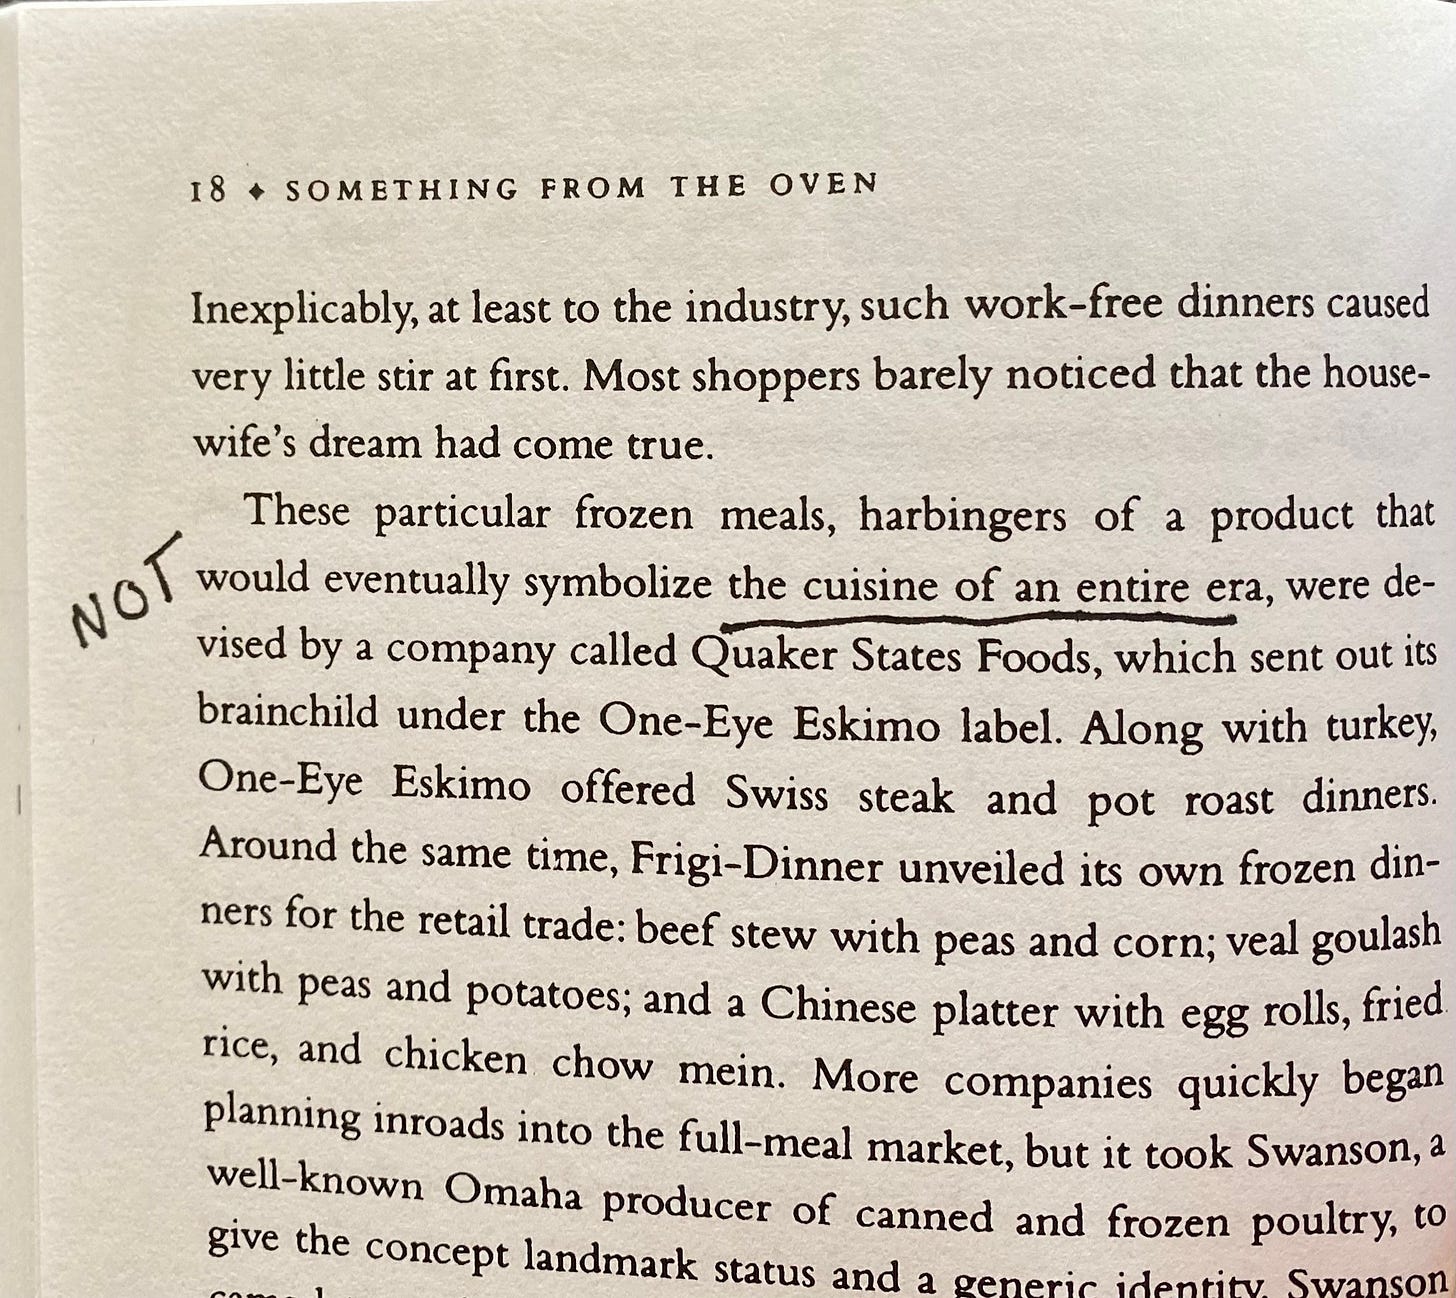 18 ♦ SOMETHING FROM THE OVEN
Inexplicably, at least to the industry, such work-free dinners caused
very little stir at first. Most shoppers barely noticed that the house-
wife's dream had come true.
These particular frozen meals, harbingers of a product that
NOT
would eventually symbolize the cuisine of an entire era, were de-
vised by a company called Quaker States Foods, which sent out its
brainchild under the One-Eye Eskimo label. Along with turkey,
One-Eye Eskimo offered Swiss steak and pot roast dinners.
Around the same time, Frigi-Dinner unveiled its own frozen din-
ners for the retail trade: beef stew with peas and corn; veal goulash
with peas and potatoes; and a Chinese platter with egg rolls, fried
rice, and chicken chow mein. More companies quickly began
planning inroads into the full-meal market, but it took Swanson, a
well-known Omaha producer of canned and frozen poultry, to
give the concept landmark status and a generic identity. Swanson